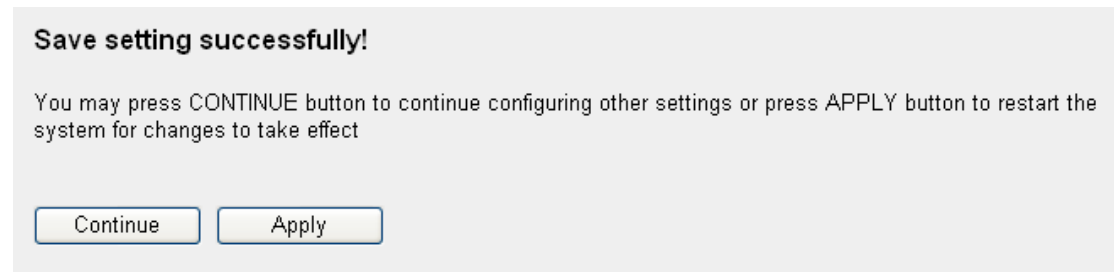 Save setting successfully!
You may press CONTINUE button to continue configuring other settings or press APPLY button to restart the
system for changes to take effect
Continue Apply